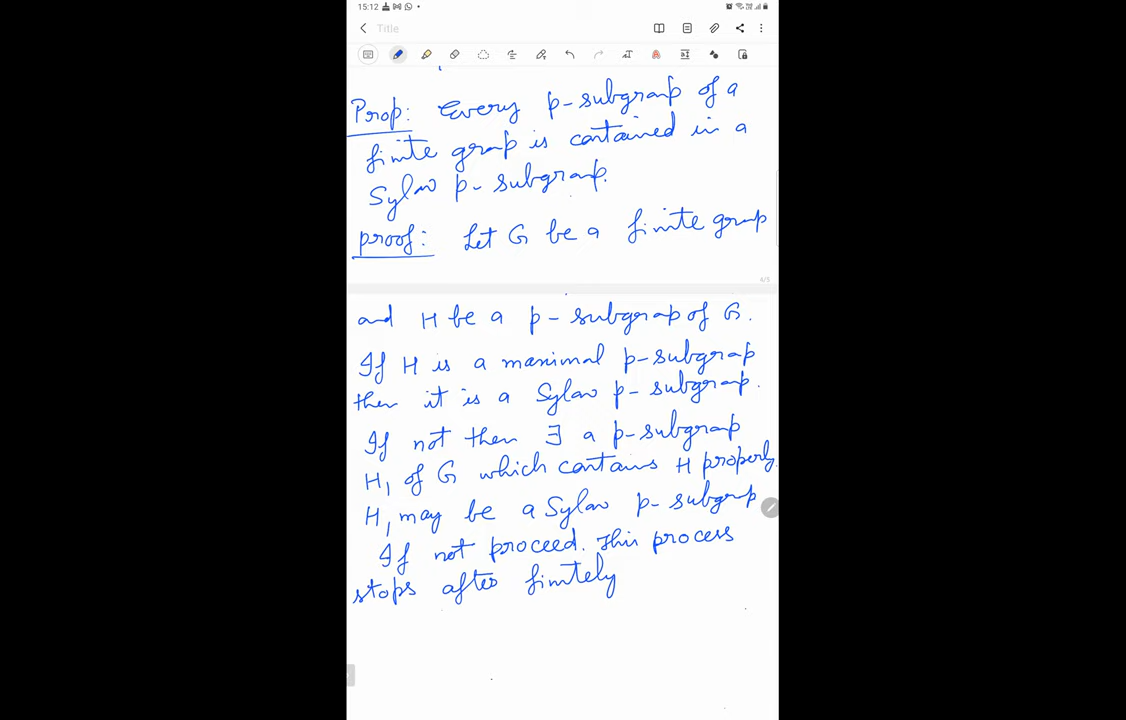 15:12
Title
Prop: Every p-subgroup of a
finite group is contained in a
Sylow p-subgroup.
proof: Let G be a finite group
4/5
and H be a p-subgroup of G.
If H is a maximal p-subgroup
then it is a Sylow p-subgroup.
If not then ∃ a p-subgroup
H₁ of G which contains H properly.
H₁ may be a Sylow p-subgroup
If not proceed. This process
stops after finitely